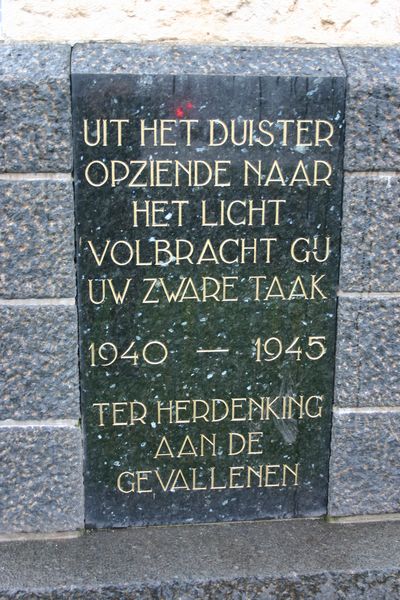 UIT HET DUISTER
OPZIENDE NAAR
HET LICHT
VOLBRACHT GIJ
UW ZWARE TAAK
1940 — 1945
TER HERDENKING
AAN DE
GEVALLENEN